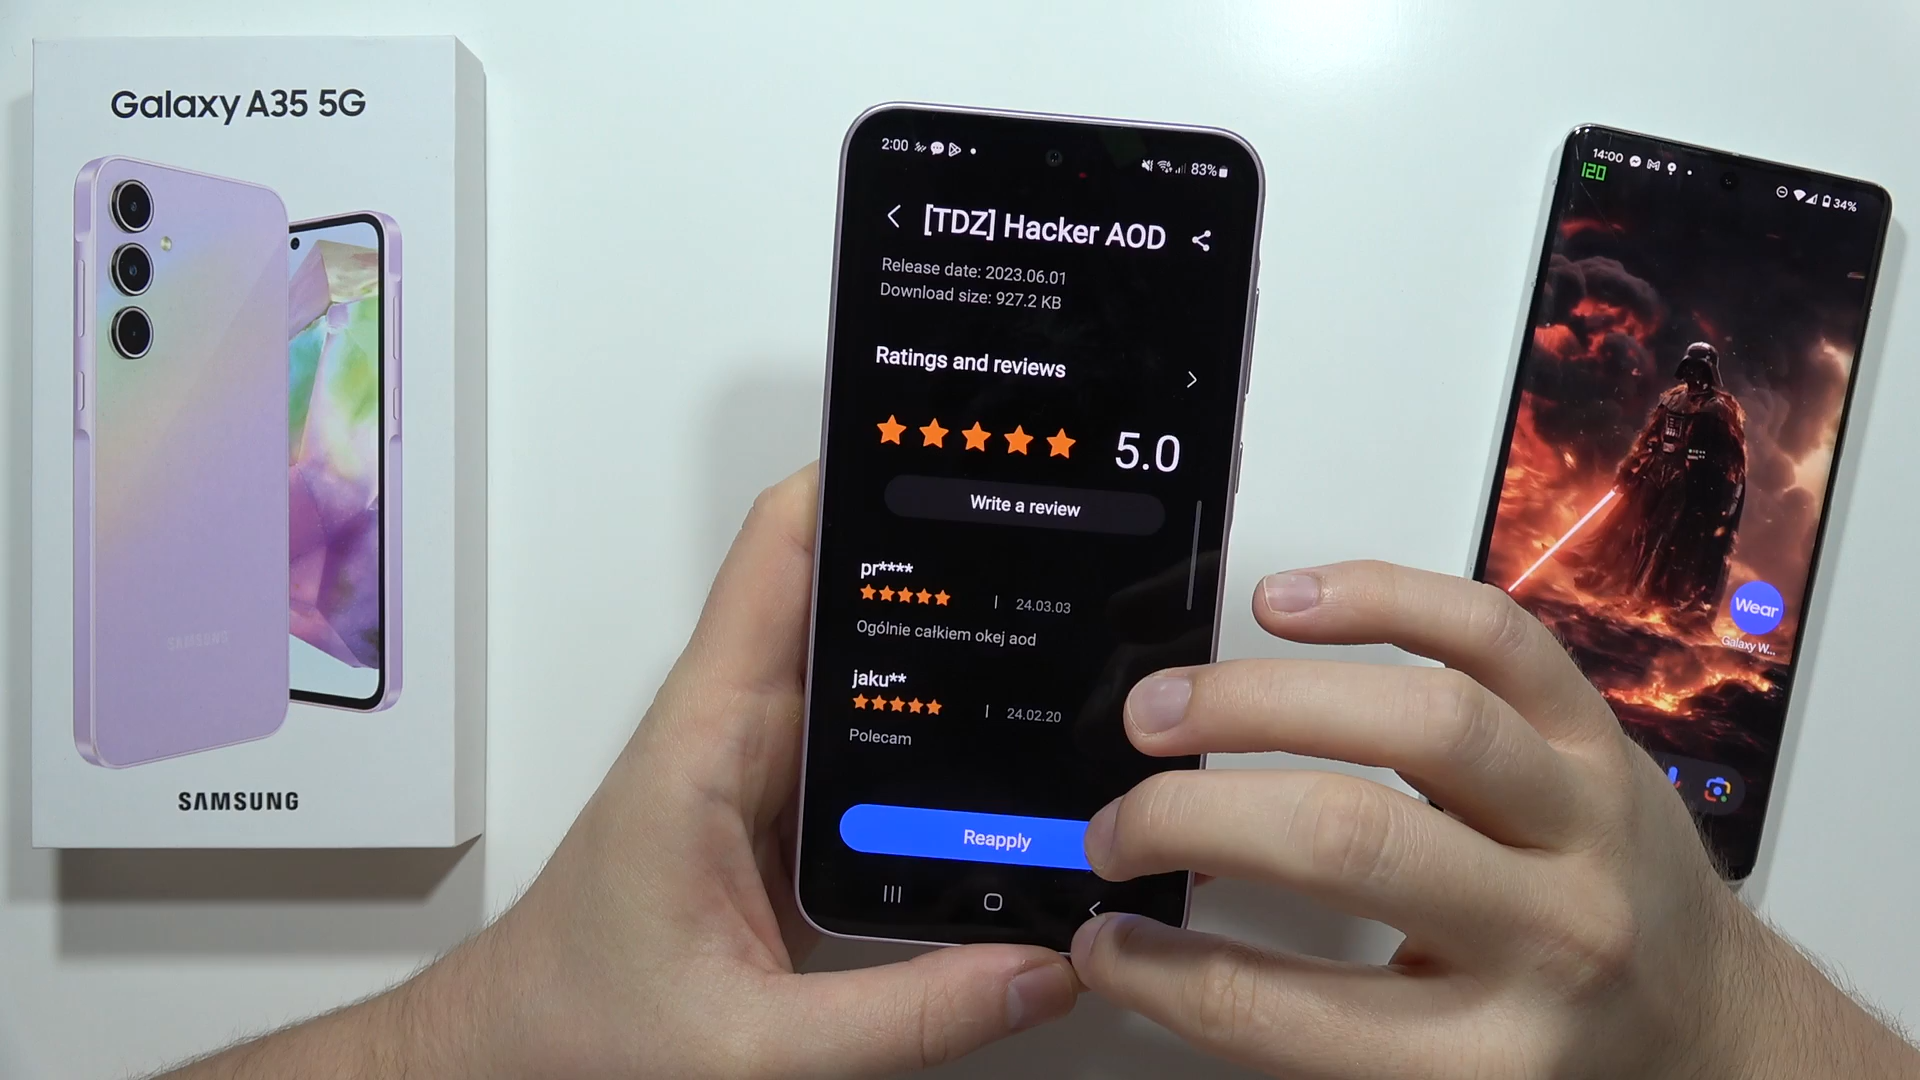 Galaxy A35 5G
SAMSUNG
SAMSUNG
2:00
83%
[TDZ] Hacker AOD
Release date: 2023.06.01
Download size: 927.2 KB
Ratings and reviews
5.0
Write a review
pr****
24.03.03
Ogólnie całkiem okej aod
jaku**
24.02.20
Polecam
Reapply
14:00
34%
120
Wear
Galaxy W...